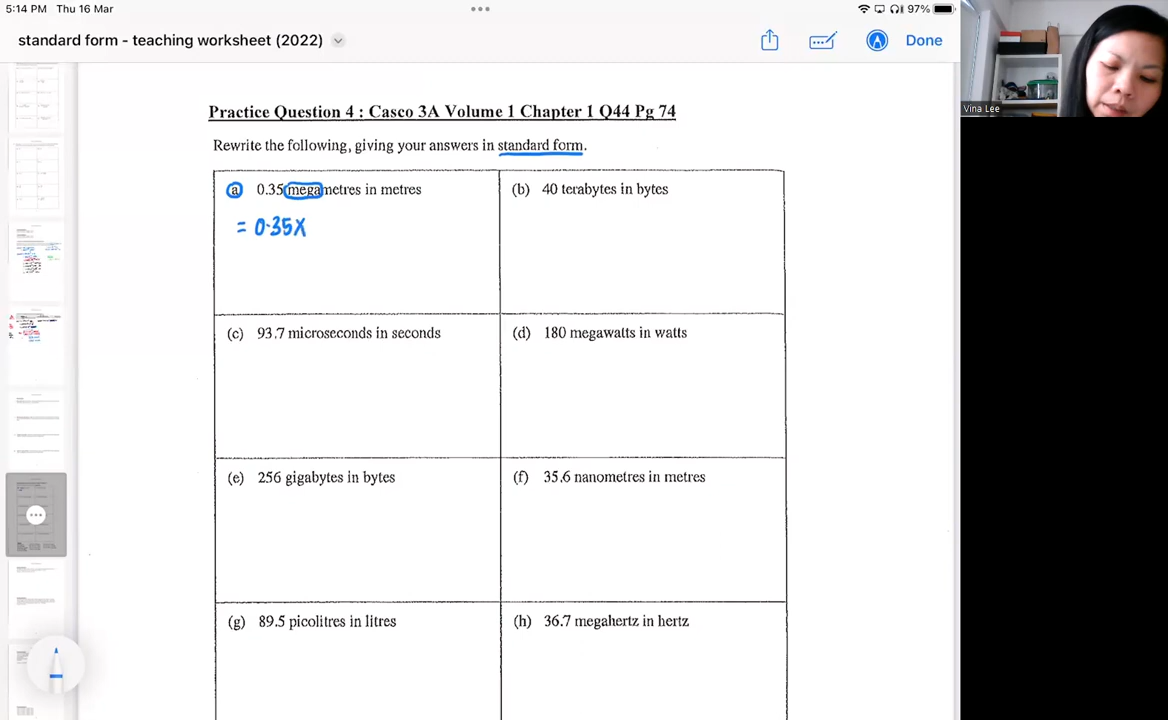 5:14 PM Thu 16 Mar
97%
standard form - teaching worksheet (2022)
Done
Vina Lee
Practice Question 4 : Casco 3A Volume 1 Chapter 1 Q44 Pg 74
Rewrite the following, giving your answers in standard form.
(a) 0.35 megametres in metres
= 0.35 X
(b) 40 terabytes in bytes
(c) 93.7 microseconds in seconds
(d) 180 megawatts in watts
(e) 256 gigabytes in bytes
(f) 35.6 nanometres in metres
(g) 89.5 picolitres in litres
(h) 36.7 megahertz in hertz